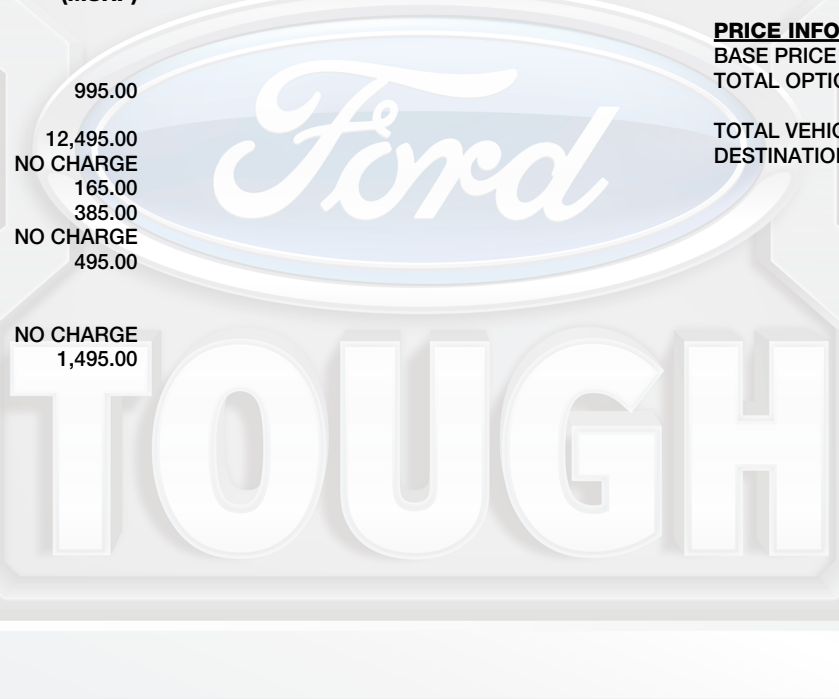 (MSRP)
995.00
12,495.00
NO CHARGE
165.00
385.00
NO CHARGE
495.00
NO CHARGE
1,495.00
PRICE INFO
BASE PRICE
TOTAL OPTIO
TOTAL VEHIC
DESTINATION
Ford
TOUGH